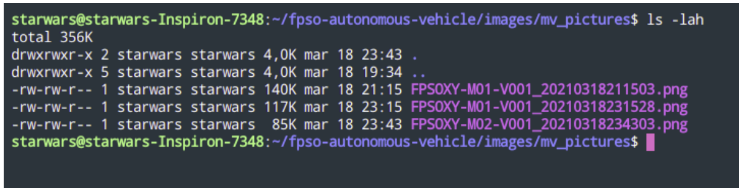 starwars@starwars-Inspiron-7348:~/fpso-autonomous-vehicle/images/mv_pictures$ ls -lah
total 356K
drwxrwxr-x 2 starwars starwars 4,0K mar 18 23:43 .
drwxrwxr-x 5 starwars starwars 4,0K mar 18 19:34 ..
-rw-rw-r-- 1 starwars starwars 140K mar 18 21:15 FPSOXY-M01-V001_20210318211503.png
-rw-rw-r-- 1 starwars starwars 117K mar 18 23:15 FPSOXY-M01-V001_20210318231528.png
-rw-rw-r-- 1 starwars starwars  85K mar 18 23:43 FPSOXY-M02-V001_20210318234303.png
starwars@starwars-Inspiron-7348:~/fpso-autonomous-vehicle/images/mv_pictures$